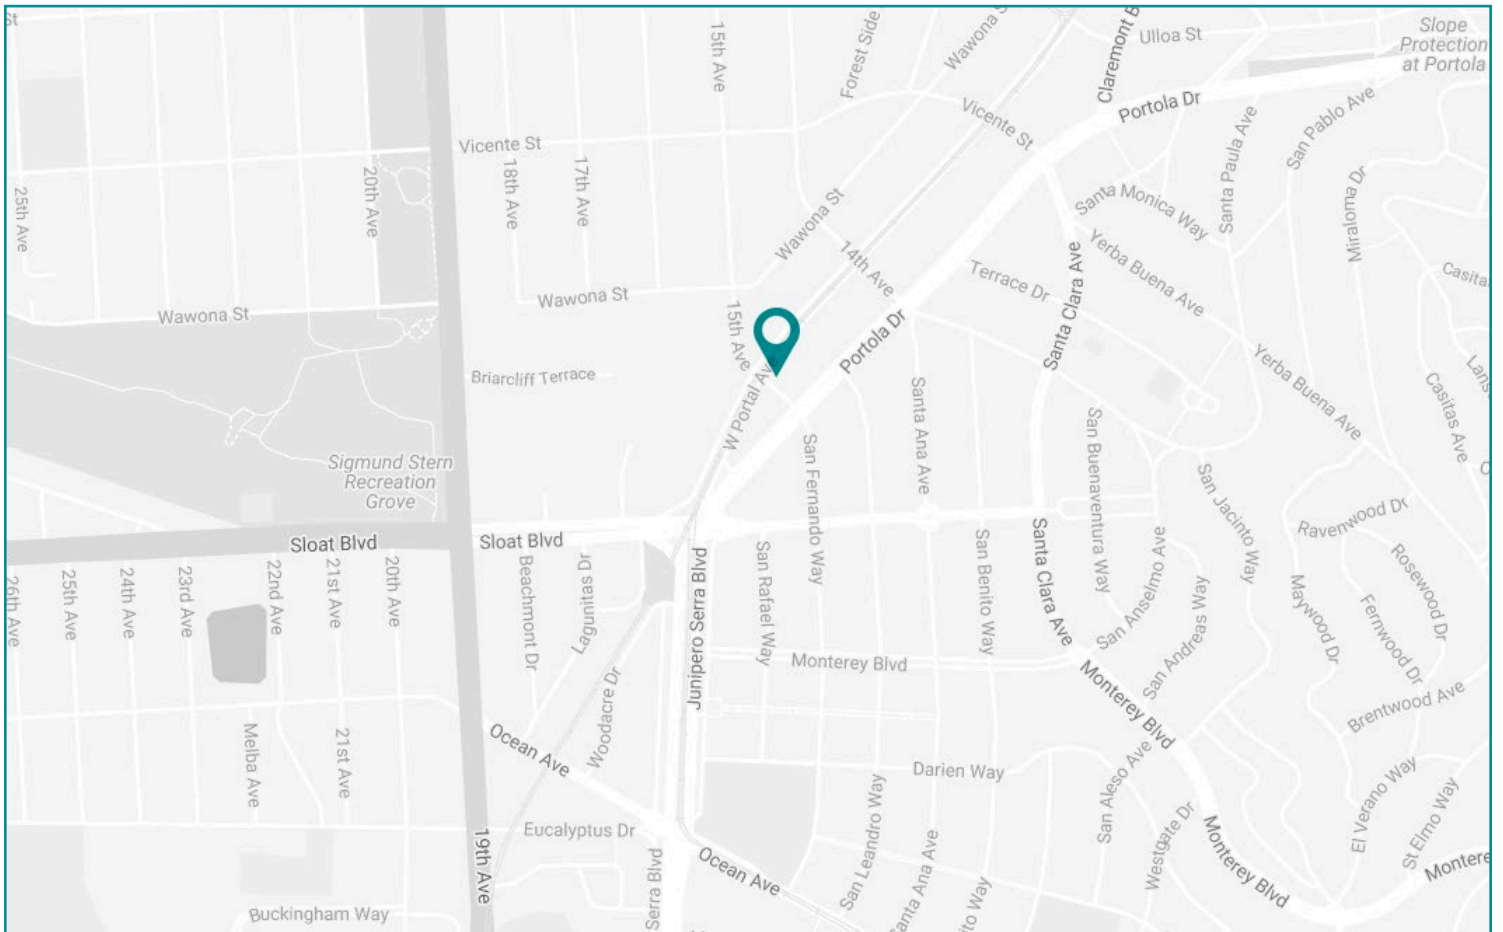 St
15th Ave
Forest Side
Wawona S
Claremont B
Ulloa St
Slope
Protection
at Portola
Portola Dr
Vicente St
Vicente St
San Pablo Ave
Santa Paula Ave
25th Ave
20th Ave
18th Ave
17th Ave
Wawona St
Santa Monica Way
Miraloma Dr
14th Ave
Yerba Buena Ave
Terrace Dr
Santa Clara Ave
Casitas
Wawona St
Wawona St
15th Ave
Portola Dr
Yerba Buena Ave
Lans
Briarcliff Terrace
W Portal Ave
Santa Ana Ave
Casitas Ave
San Buenaventura Way
San Fernando Way
Sigmund Stern
Recreation
Grove
San Jacinto Way
Ravenwood Dr
Sloat Blvd
Sloat Blvd
San Benito Way
Santa Clara Ave
San Anselmo Ave
Rosewood Dr
26th Ave
25th Ave
24th Ave
23rd Ave
22nd Ave
21st Ave
20th Ave
Beachmont Dr
Lagunitas Dr
Junipero Serra Blvd
San Rafael Way
San Andreas Way
Maywood Dr
Fernwood Dr
Monterey Blvd
Monterey Blvd
Brentwood Ave
Woodacre Dr
Ocean Ave
Melba Ave
21st Ave
Darien Way
San Aleso Ave
El Verano Way
St Elmo Way
Westgate Dr
San Leandro Way
Eucalyptus Dr
19th Ave
Ocean Ave
Serra Blvd
Santa Ana Ave
ito Way
Monterey Blvd
Montere
Buckingham Way